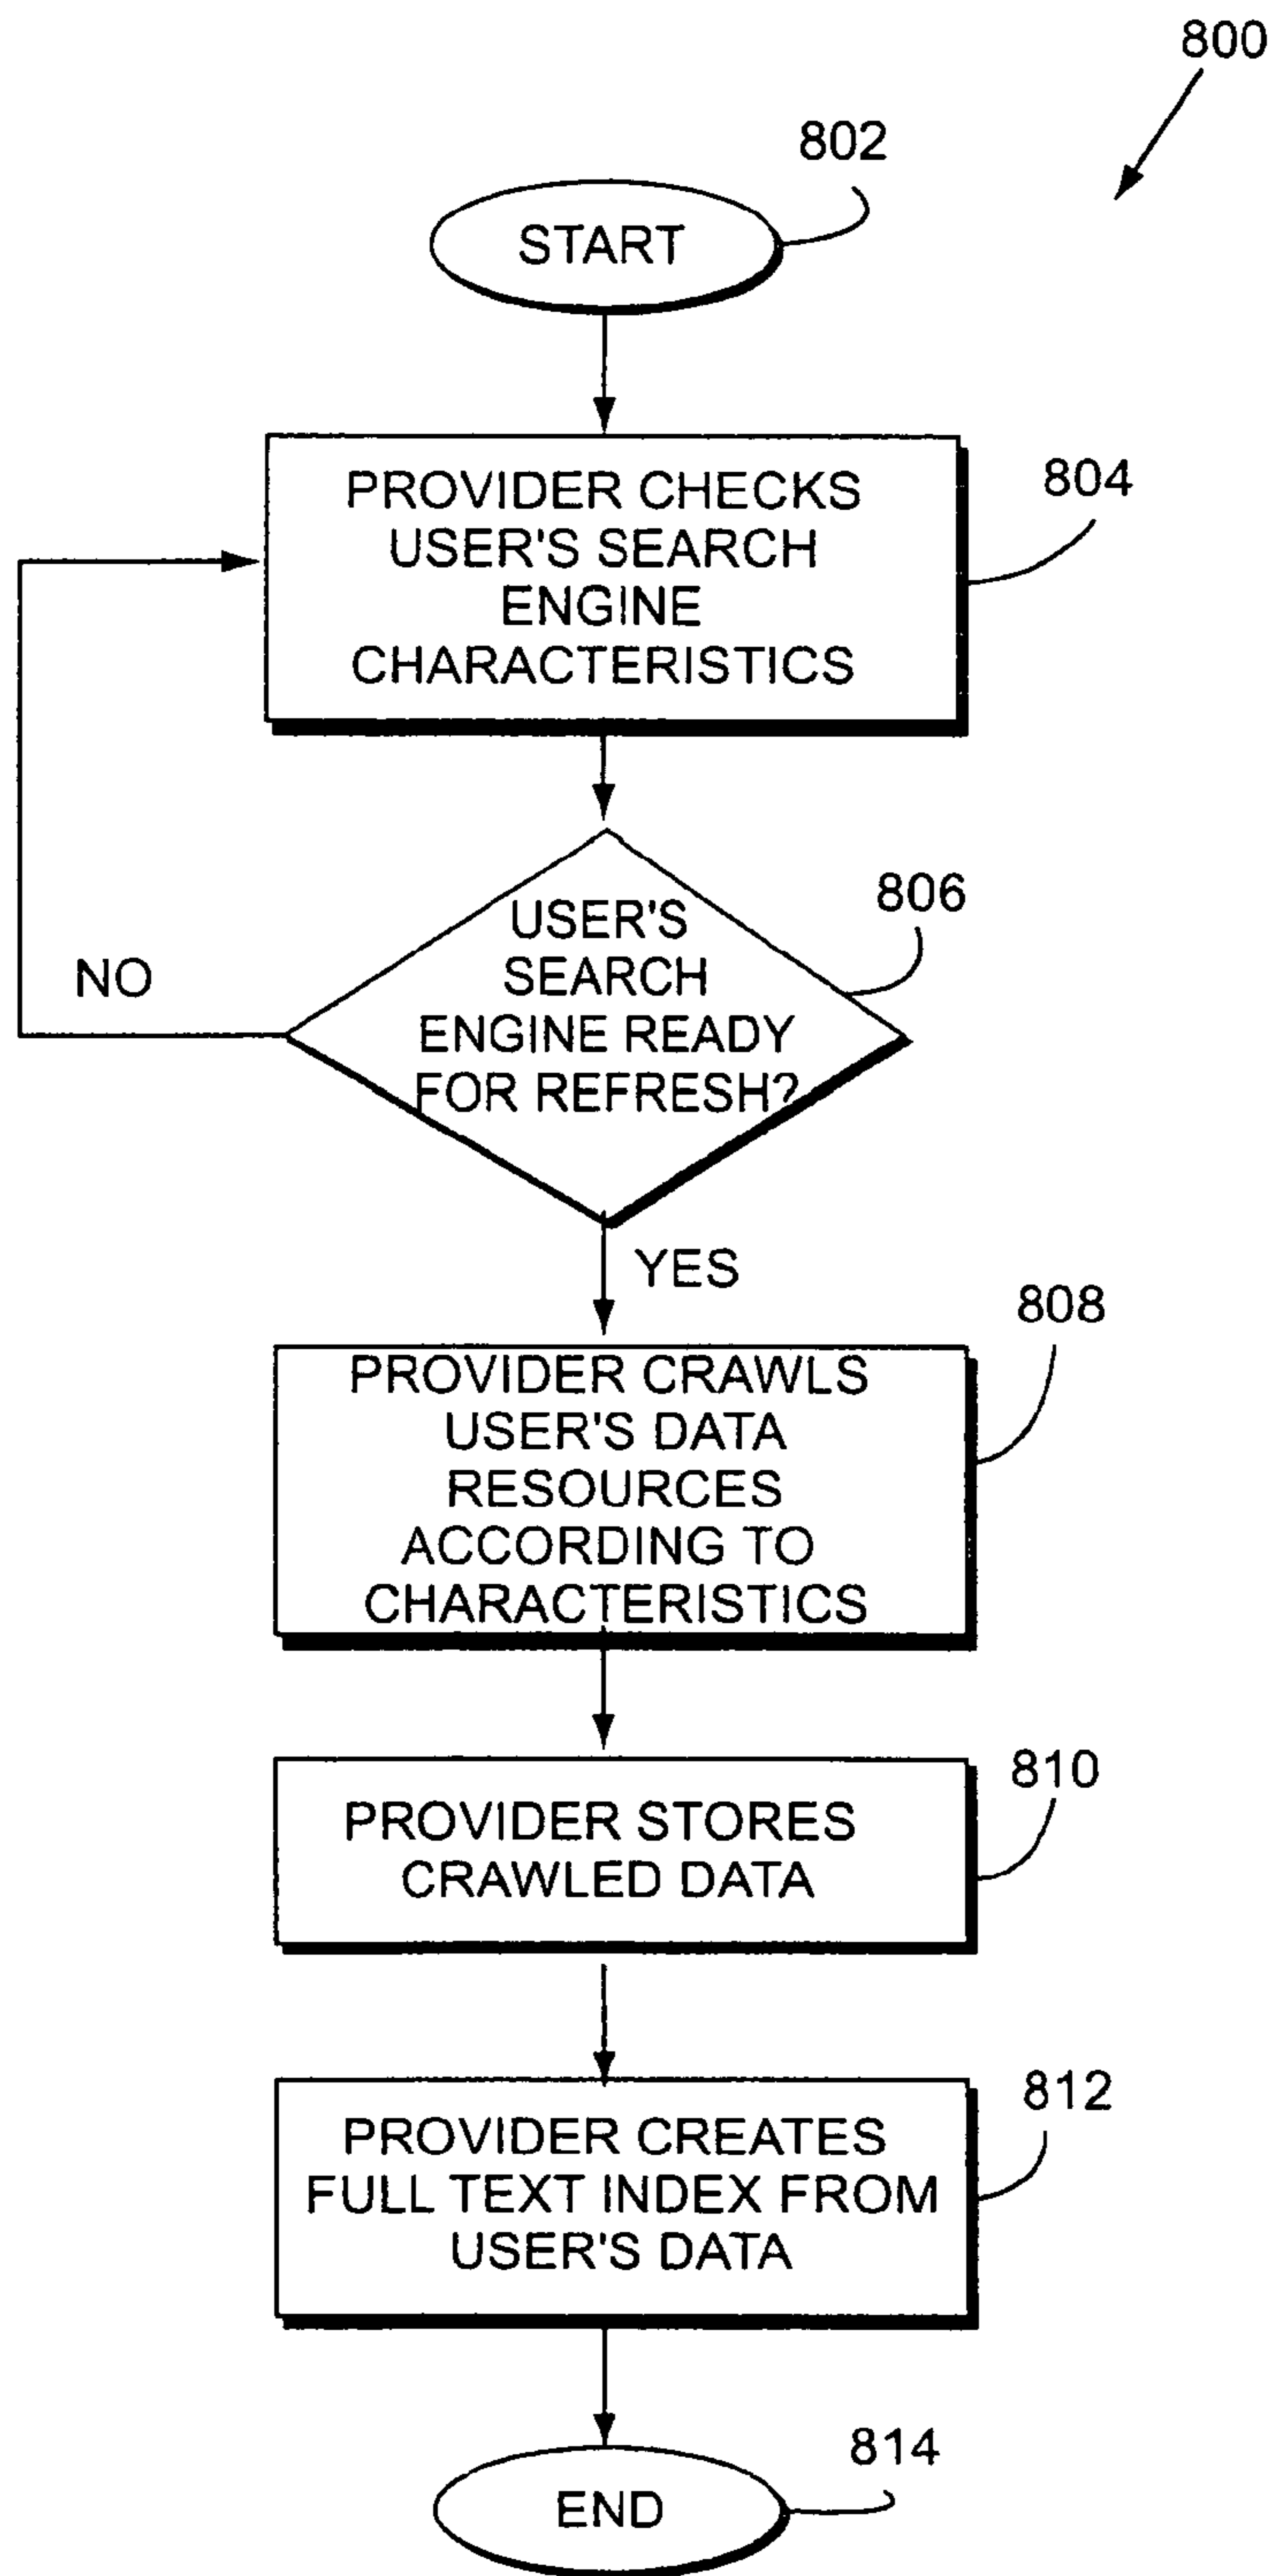 800
802
START
PROVIDER CHECKS
USER'S SEARCH
ENGINE
CHARACTERISTICS
804
USER'S
SEARCH
ENGINE READY
FOR REFRESH?
806
NO
YES
PROVIDER CRAWLS
USER'S DATA
RESOURCES
ACCORDING TO
CHARACTERISTICS
808
PROVIDER STORES
CRAWLED DATA
810
PROVIDER CREATES
FULL TEXT INDEX FROM
USER'S DATA
812
END
814